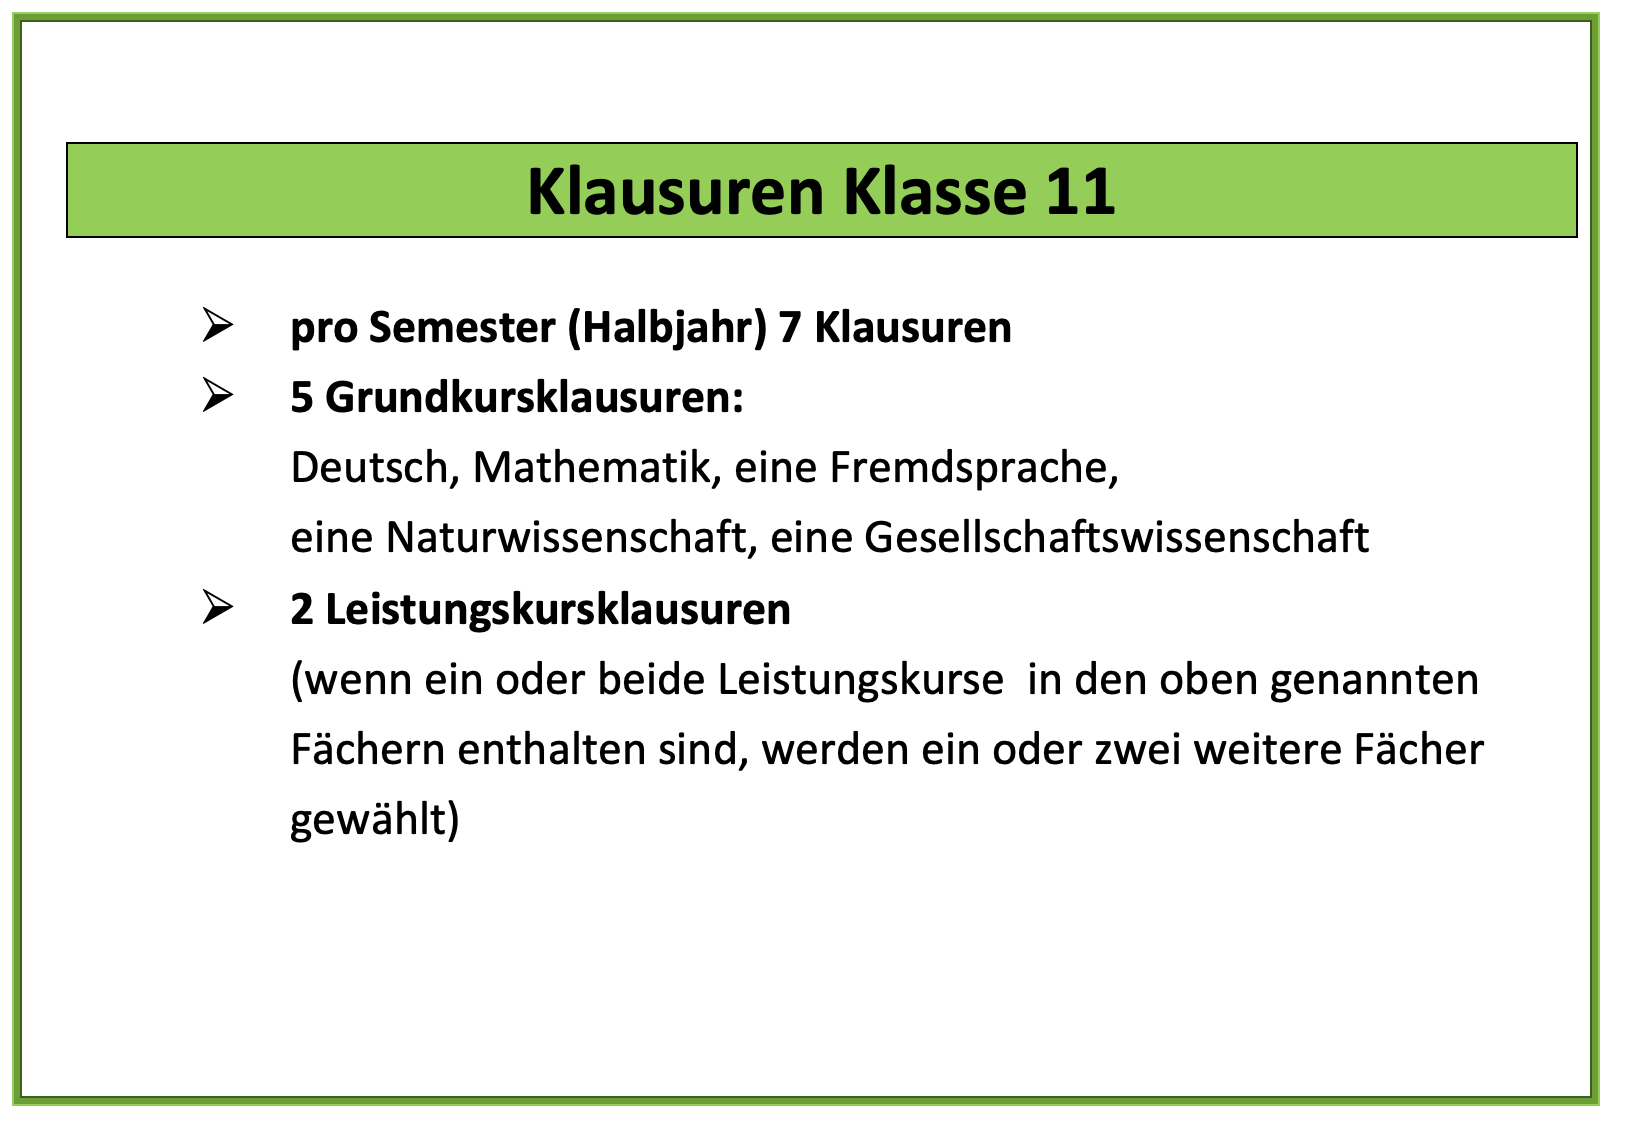 Klausuren Klasse 11
➢ pro Semester (Halbjahr) 7 Klausuren
➢ 5 Grundkursklausuren:
Deutsch, Mathematik, eine Fremdsprache,
eine Naturwissenschaft, eine Gesellschaftswissenschaft
➢ 2 Leistungskursklausuren
(wenn ein oder beide Leistungskurse  in den oben genannten
Fächern enthalten sind, werden ein oder zwei weitere Fächer
gewählt)